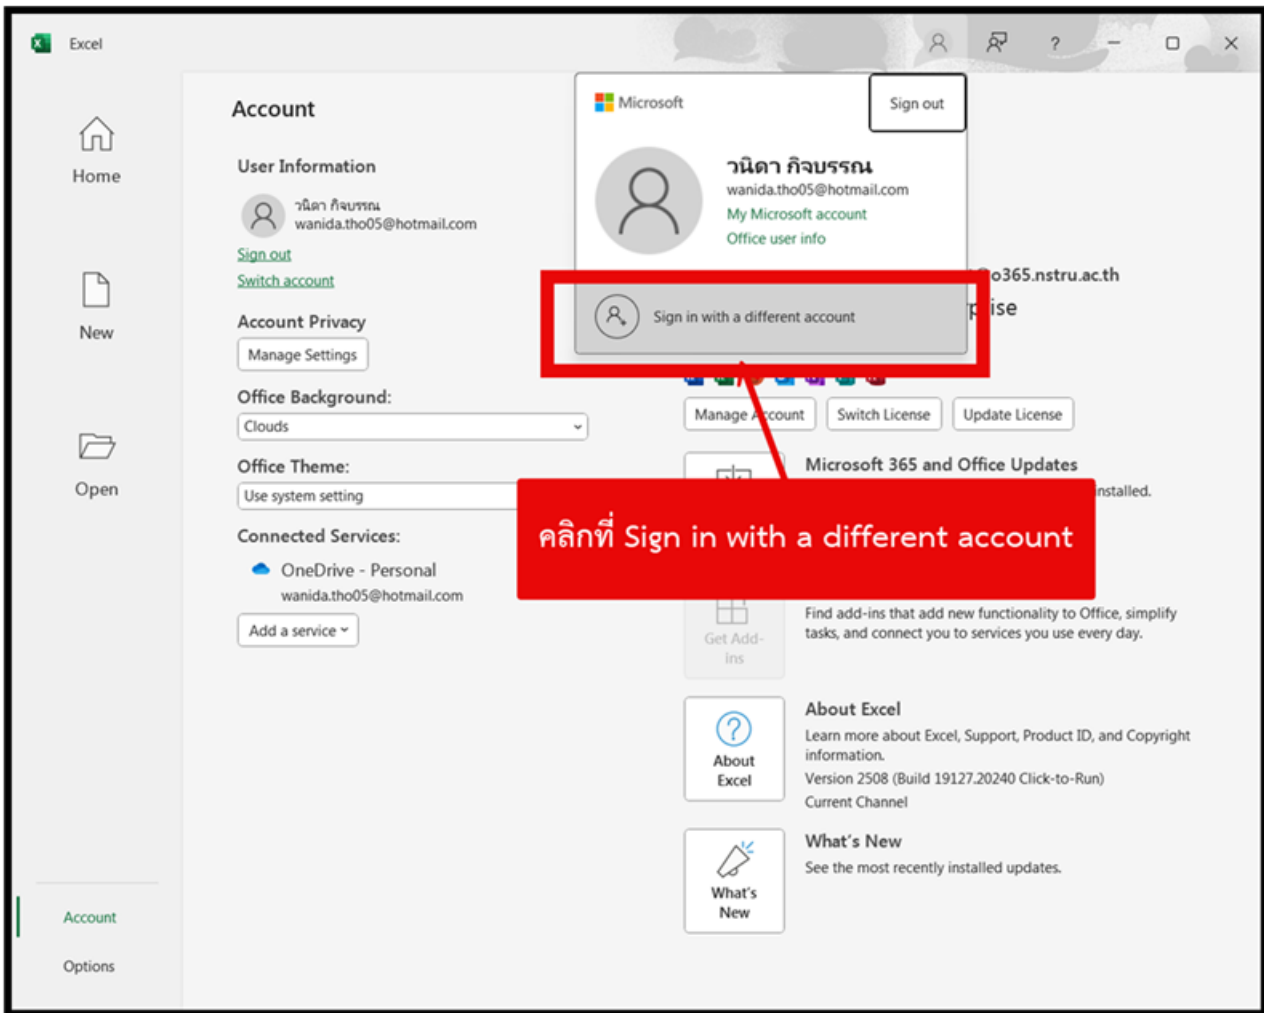 Excel
?
Account
Microsoft
Sign out
Home
User Information
วนิดา กิจบรรณ
wanida.tho05@hotmail.com
Sign out
Switch account
วนิดา กิจบรรณ
wanida.tho05@hotmail.com
My Microsoft account
Office user info
@o365.nstru.ac.th
Sign in with a different account
New
Account Privacy
Manage Settings
Office Background:
Clouds
Manage Account
Switch License
Update License
Open
Office Theme:
Use system setting
Microsoft 365 and Office Updates
installed.
คลิกที่ Sign in with a different account
Connected Services:
OneDrive - Personal
wanida.tho05@hotmail.com
Add a service
Get Add-
ins
Find add-ins that add new functionality to Office, simplify
tasks, and connect you to services you use every day.
About
Excel
About Excel
Learn more about Excel, Support, Product ID, and Copyright
information.
Version 2508 (Build 19127.20240 Click-to-Run)
Current Channel
What's
New
What's New
See the most recently installed updates.
Account
Options